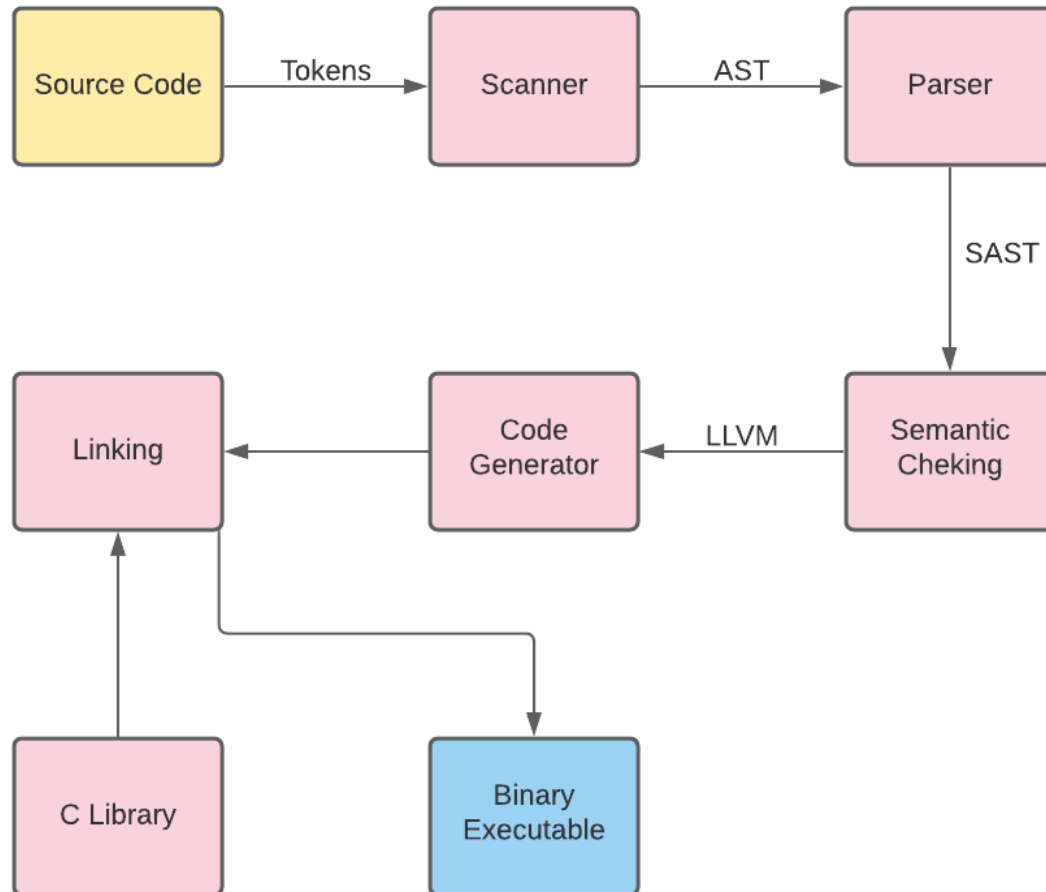 Source Code
Tokens
Scanner
AST
Parser
SAST
Linking
Code
Generator
LLVM
Semantic
Cheking
C Library
Binary
Executable